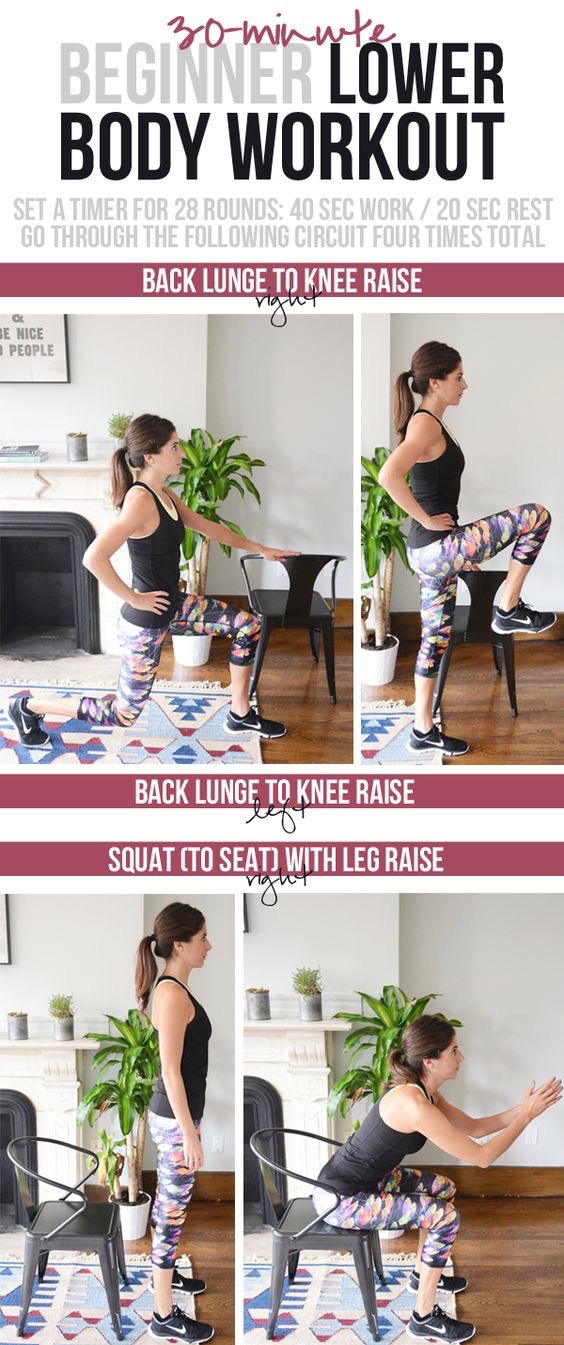 30-minute
BEGINNER LOWER
BODY WORKOUT
SET A TIMER FOR 28 ROUNDS: 40 SEC WORK / 20 SEC REST
GO THROUGH THE FOLLOWING CIRCUIT FOUR TIMES TOTAL
BACK LUNGE TO KNEE RAISE
right
&
BE NICE
PEOPLE
BACK LUNGE TO KNEE RAISE
left
SQUAT (TO SEAT) WITH LEG RAISE
right